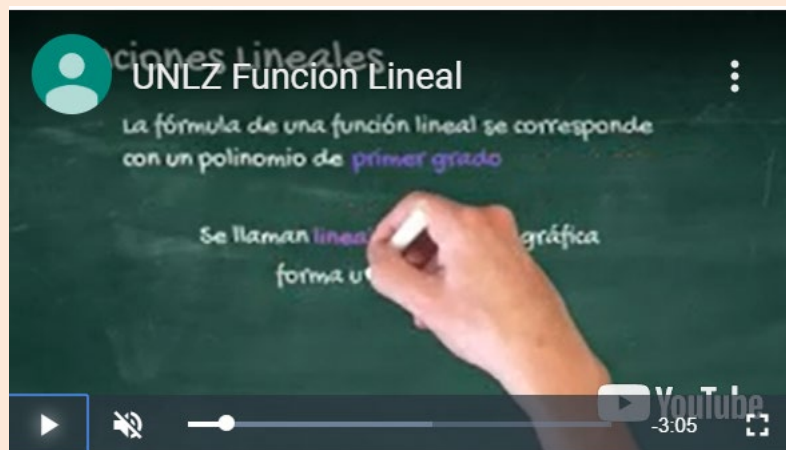 ciones Lineales
UNLZ Funcion Lineal
La fórmula de una función lineal se corresponde
con un polinomio de primer grado
Se llaman linea gráfica
forma u
YouTube
-3:05